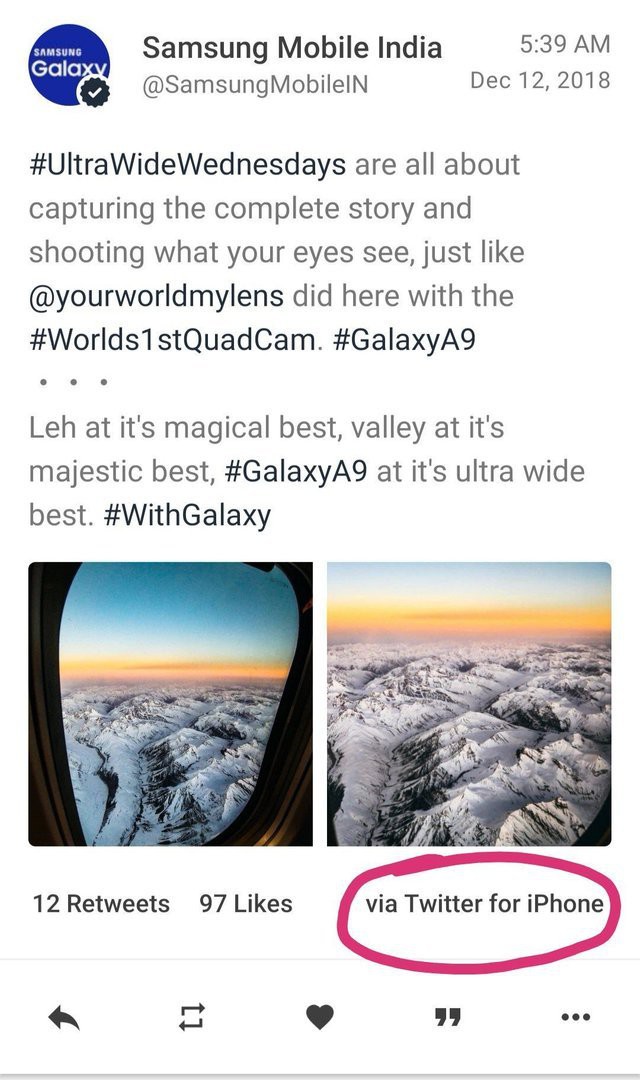 SAMSUNG
Galaxy
Samsung Mobile India
5:39 AM
@SamsungMobileIN
Dec 12, 2018
#UltraWideWednesdays are all about
capturing the complete story and
shooting what your eyes see, just like
@yourworldmylens did here with the
#Worlds1stQuadCam. #GalaxyA9
• • •
Leh at it's magical best, valley at it's
majestic best, #GalaxyA9 at it's ultra wide
best. #WithGalaxy
12 Retweets 97 Likes via Twitter for iPhone